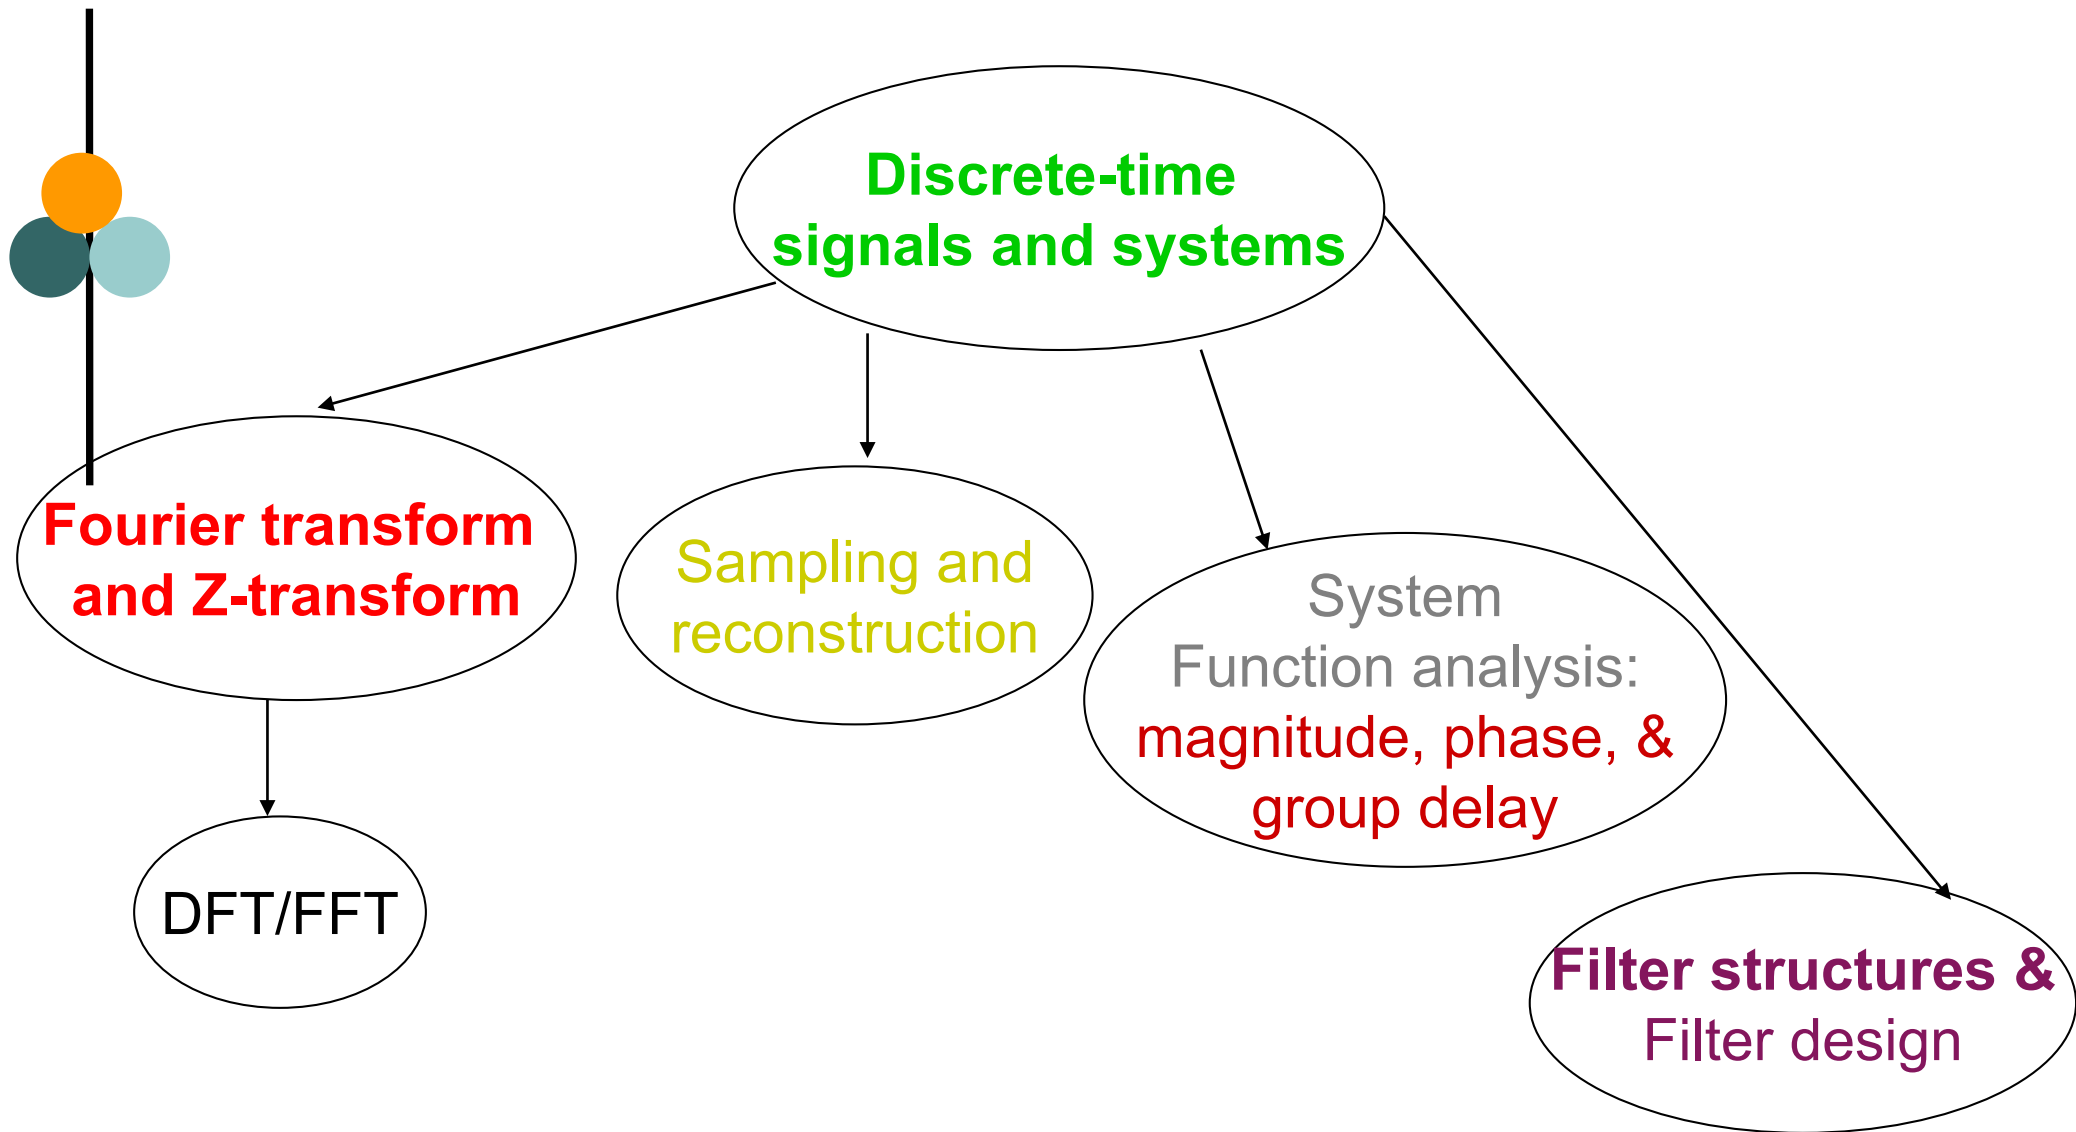 Discrete-time
signals and systems
Fourier transform
and Z-transform
Sampling and
reconstruction
System
Function analysis:
magnitude, phase, &
group delay
DFT/FFT
Filter structures &
Filter design